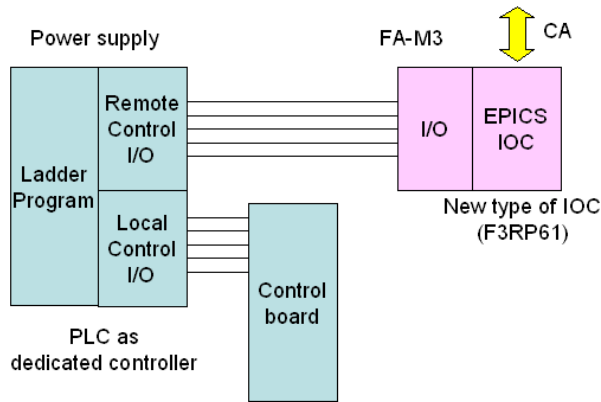 Power supply
FA-M3
CA
Remote
Control
I/O
I/O
EPICS
IOC
Ladder
Program
Local
Control
I/O
New type of IOC
(F3RP61)
Control
board
PLC as
dedicated controller